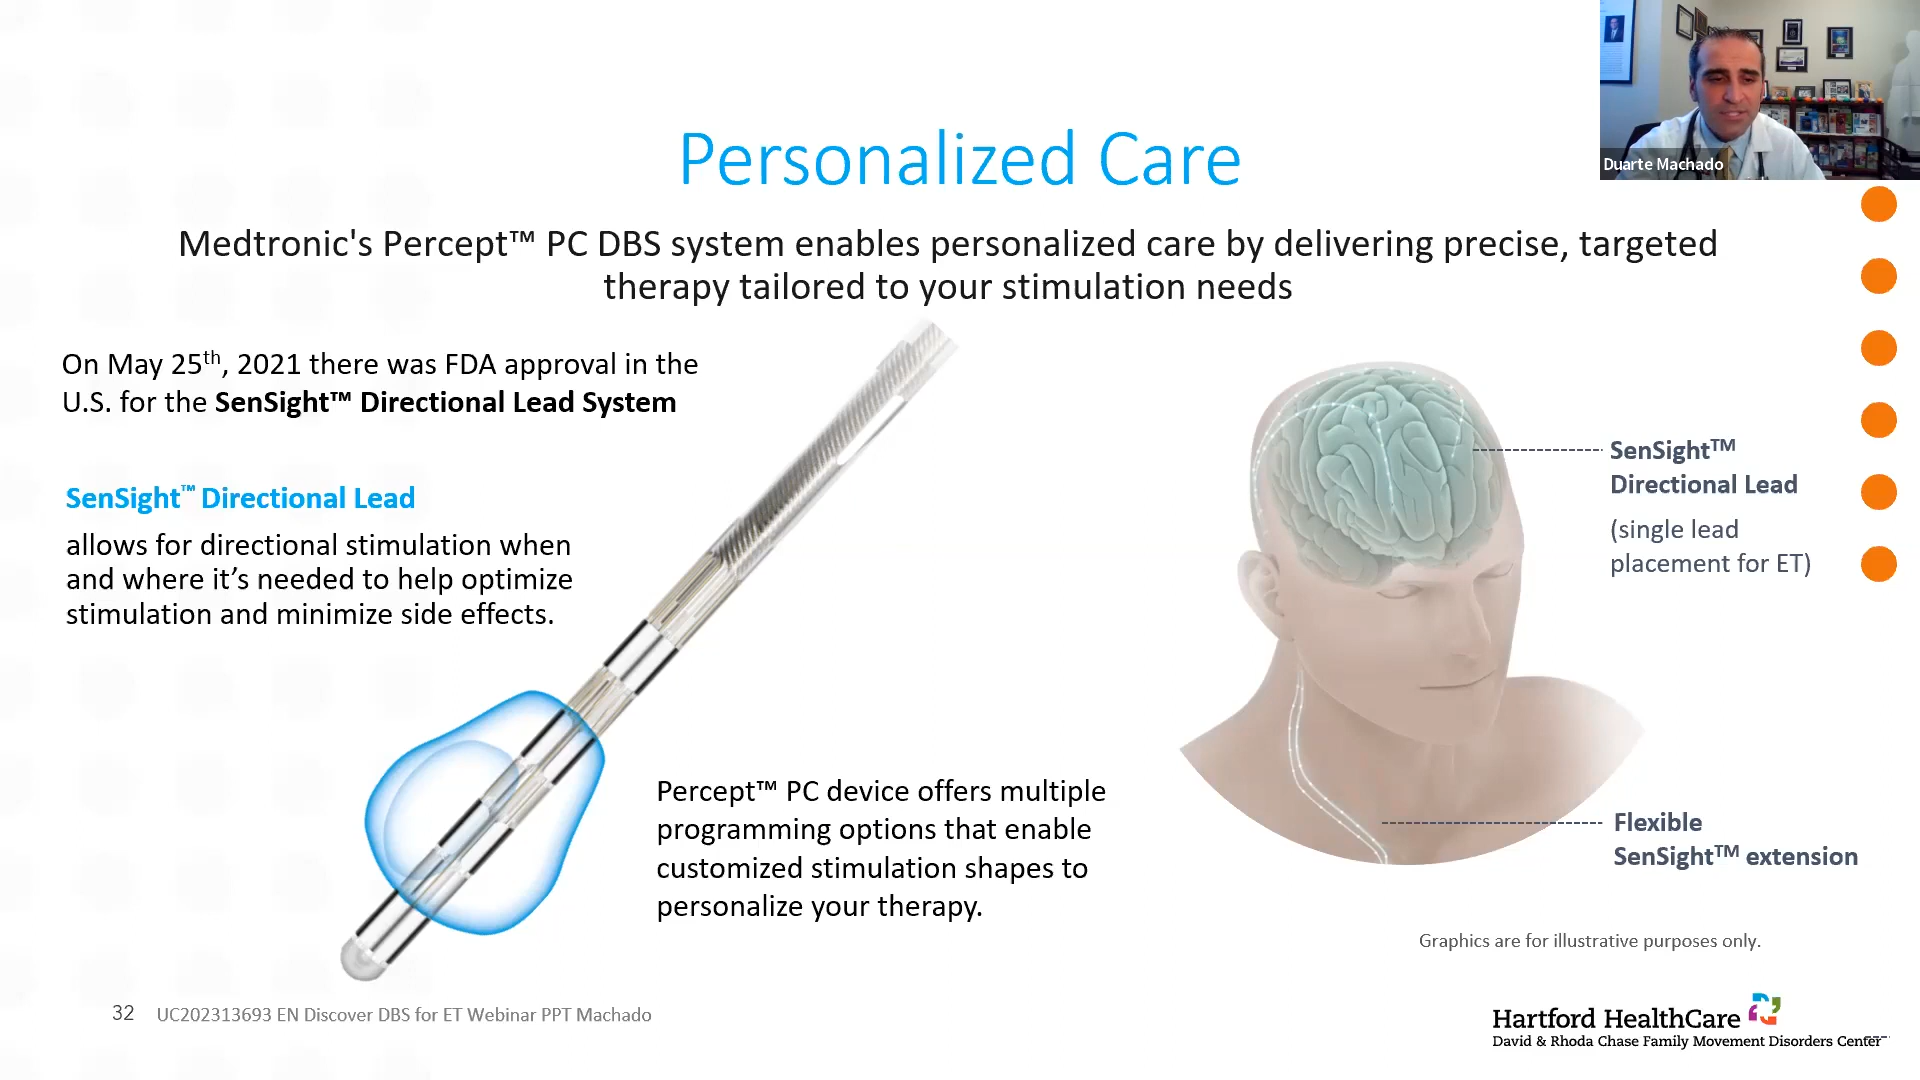 Duarte Machado
Personalized Care
Medtronic's Percept™ PC DBS system enables personalized care by delivering precise, targeted
therapy tailored to your stimulation needs
On May 25th, 2021 there was FDA approval in the
U.S. for the SenSight™ Directional Lead System
SenSight™ Directional Lead
allows for directional stimulation when
and where it’s needed to help optimize
stimulation and minimize side effects.
Percept™ PC device offers multiple
programming options that enable
customized stimulation shapes to
personalize your therapy.
SenSight™
Directional Lead
(single lead
placement for ET)
Flexible
SenSight™ extension
Graphics are for illustrative purposes only.
32 UC202313693 EN Discover DBS for ET Webinar PPT Machado
Hartford HealthCare
David & Rhoda Chase Family Movement Disorders Center